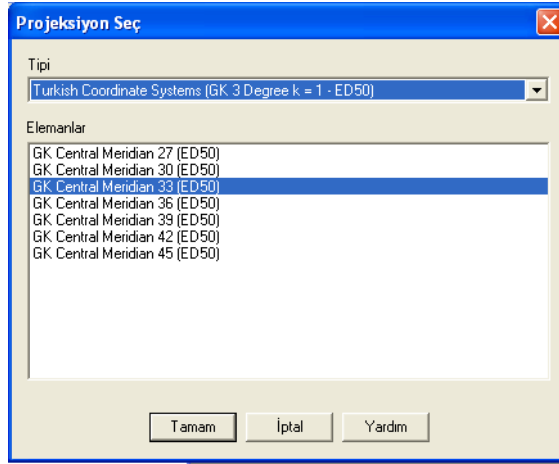 Projeksiyon Seç
Tipi
Turkish Coordinate Systems (GK 3 Degree k = 1 - ED50)
Elemanlar
GK Central Meridian 27 (ED50)
GK Central Meridian 30 (ED50)
GK Central Meridian 33 (ED50)
GK Central Meridian 36 (ED50)
GK Central Meridian 39 (ED50)
GK Central Meridian 42 (ED50)
GK Central Meridian 45 (ED50)
Tamam İptal Yardım